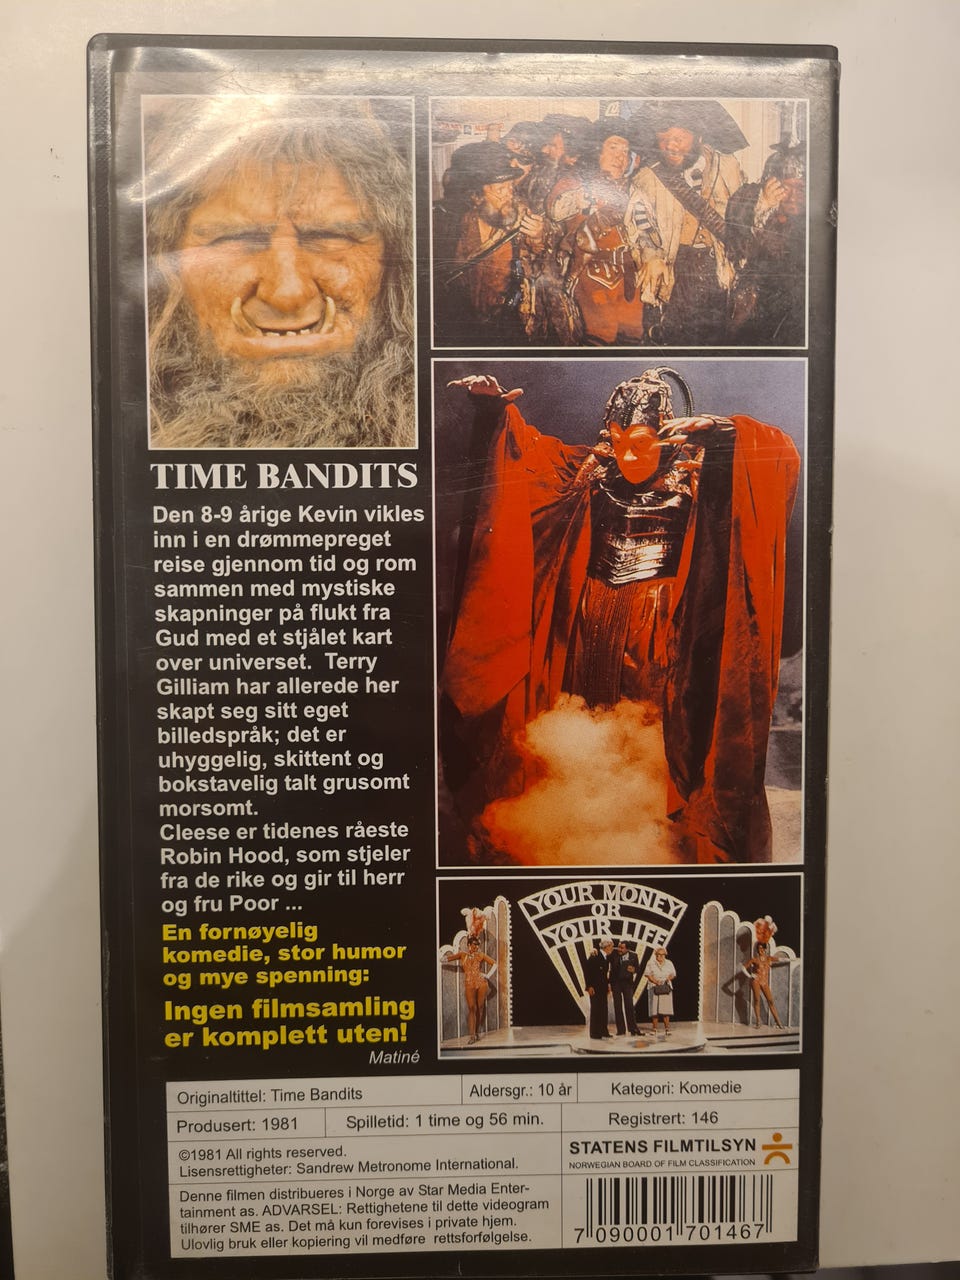 TIME BANDITS
Den 8-9 årige Kevin vikles
inn i en drømmepreget
reise gjennom tid og rom
sammen med mystiske
skapninger på flukt fra
Gud med et stjålet kart
over universet. Terry
Gilliam har allerede her
skapt seg sitt eget
billedspråk; det er
uhyggelig, skittent og
bokstavelig talt grusomt
morsomt.
Cleese er tidenes råeste
Robin Hood, som stjeler
fra de rike og gir til herr
og fru Poor ...
En fornøyelig
komedie, stor humor
og mye spenning:
Ingen filmsamling
er komplett uten!
Matiné
YOUR MONEY
OR
YOUR LIFE
Originaltittel: Time Bandits
Aldersgr.: 10 år
Kategori: Komedie
Produsert: 1981
Spilletid: 1 time og 56 min.
Registrert: 146
©1981 All rights reserved.
Lisensrettigheter: Sandrew Metronome International.
STATENS FILMTILSYN
NORWEGIAN BOARD OF FILM CLASSIFICATION
Denne filmen distribueres i Norge av Star Media Enter-
tainment as. ADVARSEL: Rettighetene til dette videogram
tilhører SME as. Det må kun forevises i private hjem.
Ulovlig bruk eller kopiering vil medføre rettsforfølgelse.
7 090001 701467